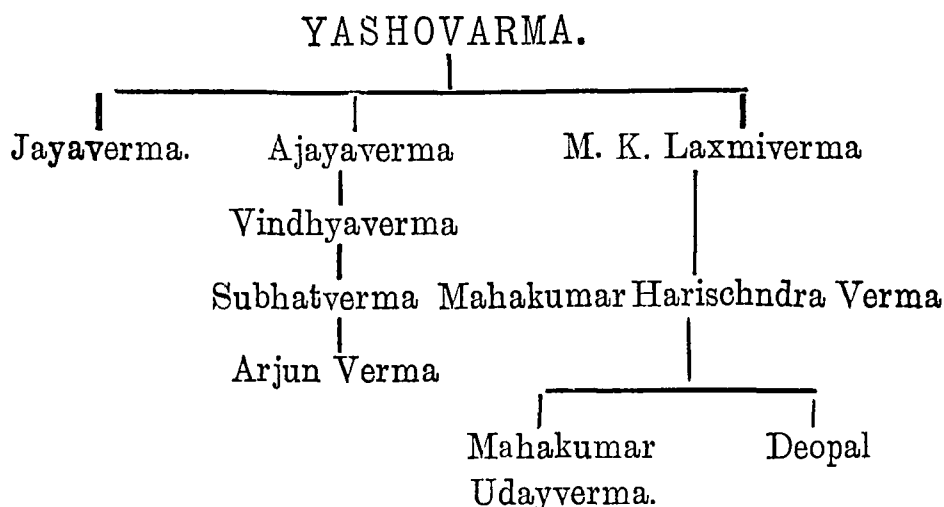 YASHOVARMA.
Jayaverma. Ajayaverma M. K. Laxmiverma
Vindhyaverma
Subhatverma Mahakumar Harischndra Verma
Arjun Verma
Mahakumar Deopal
Udayverma.